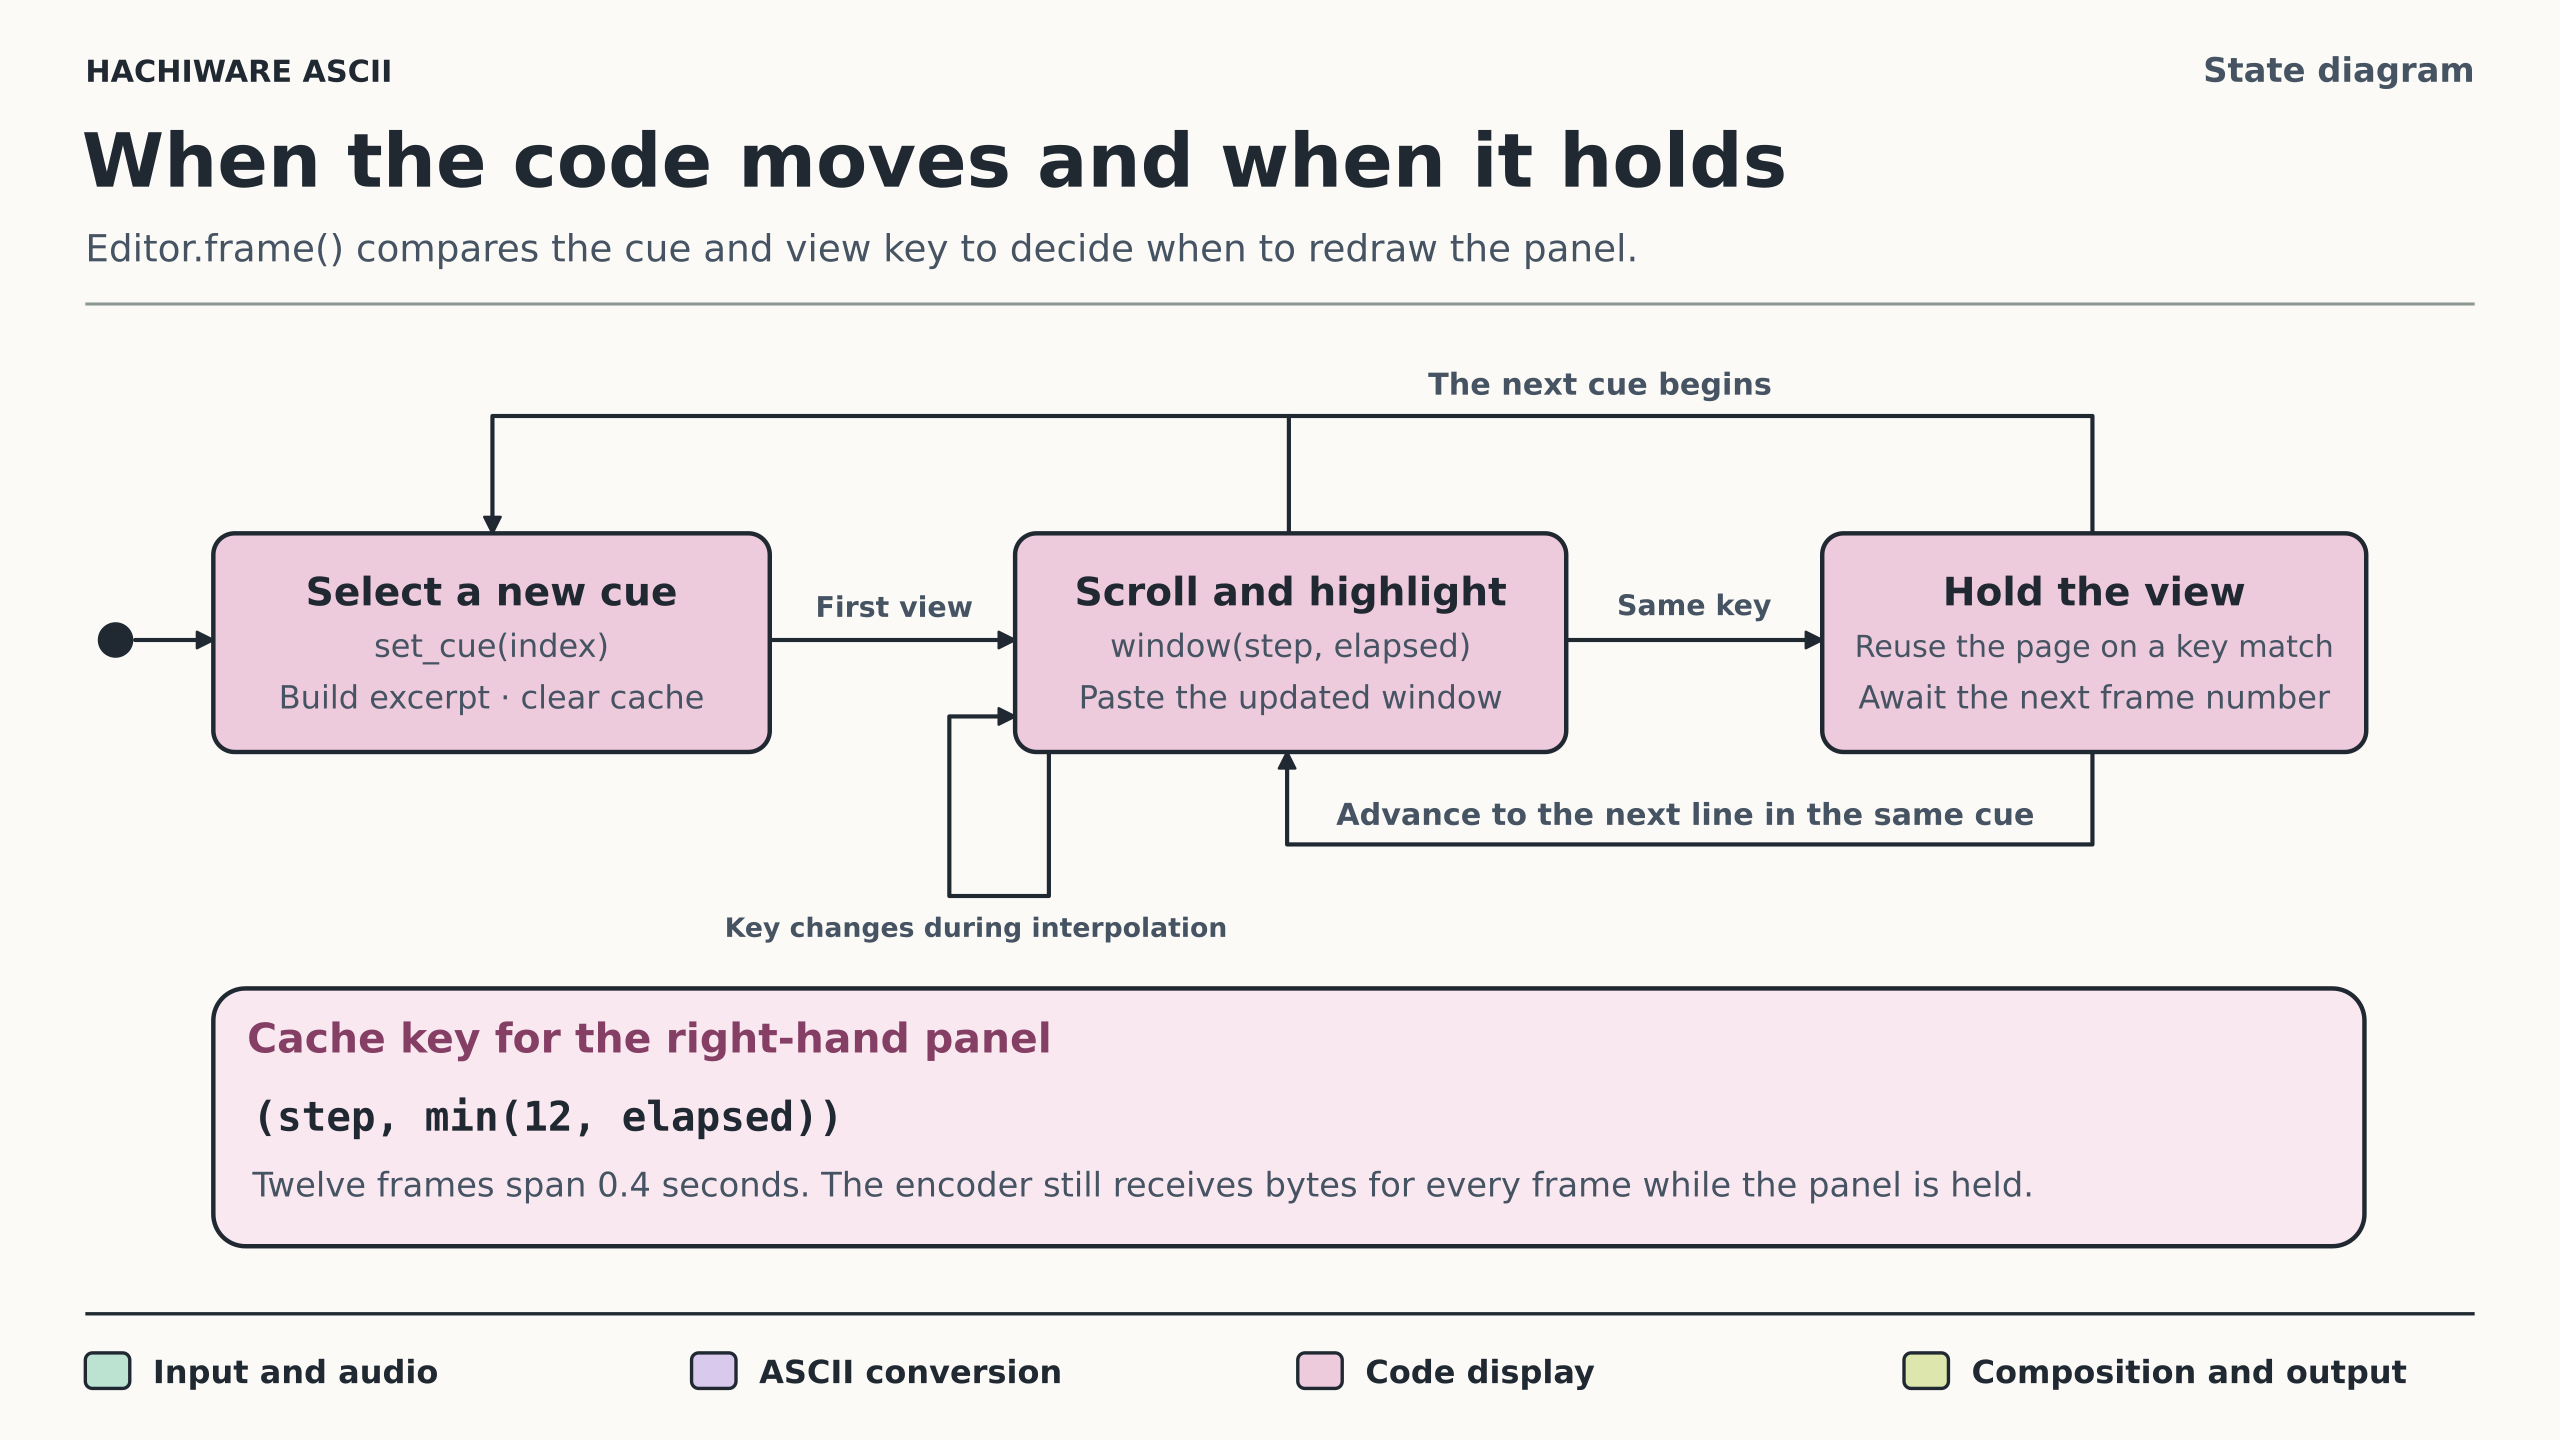 HACHIWARE ASCII
State diagram
When the code moves and when it holds
Editor.frame() compares the cue and view key to decide when to redraw the panel.
The next cue begins
Select a new cue
set_cue(index)
Build excerpt · clear cache
First view
Scroll and highlight
window(step, elapsed)
Paste the updated window
Same key
Hold the view
Reuse the page on a key match
Await the next frame number
Advance to the next line in the same cue
Key changes during interpolation
Cache key for the right-hand panel
(step, min(12, elapsed))
Twelve frames span 0.4 seconds. The encoder still receives bytes for every frame while the panel is held.
Input and audio
ASCII conversion
Code display
Composition and output